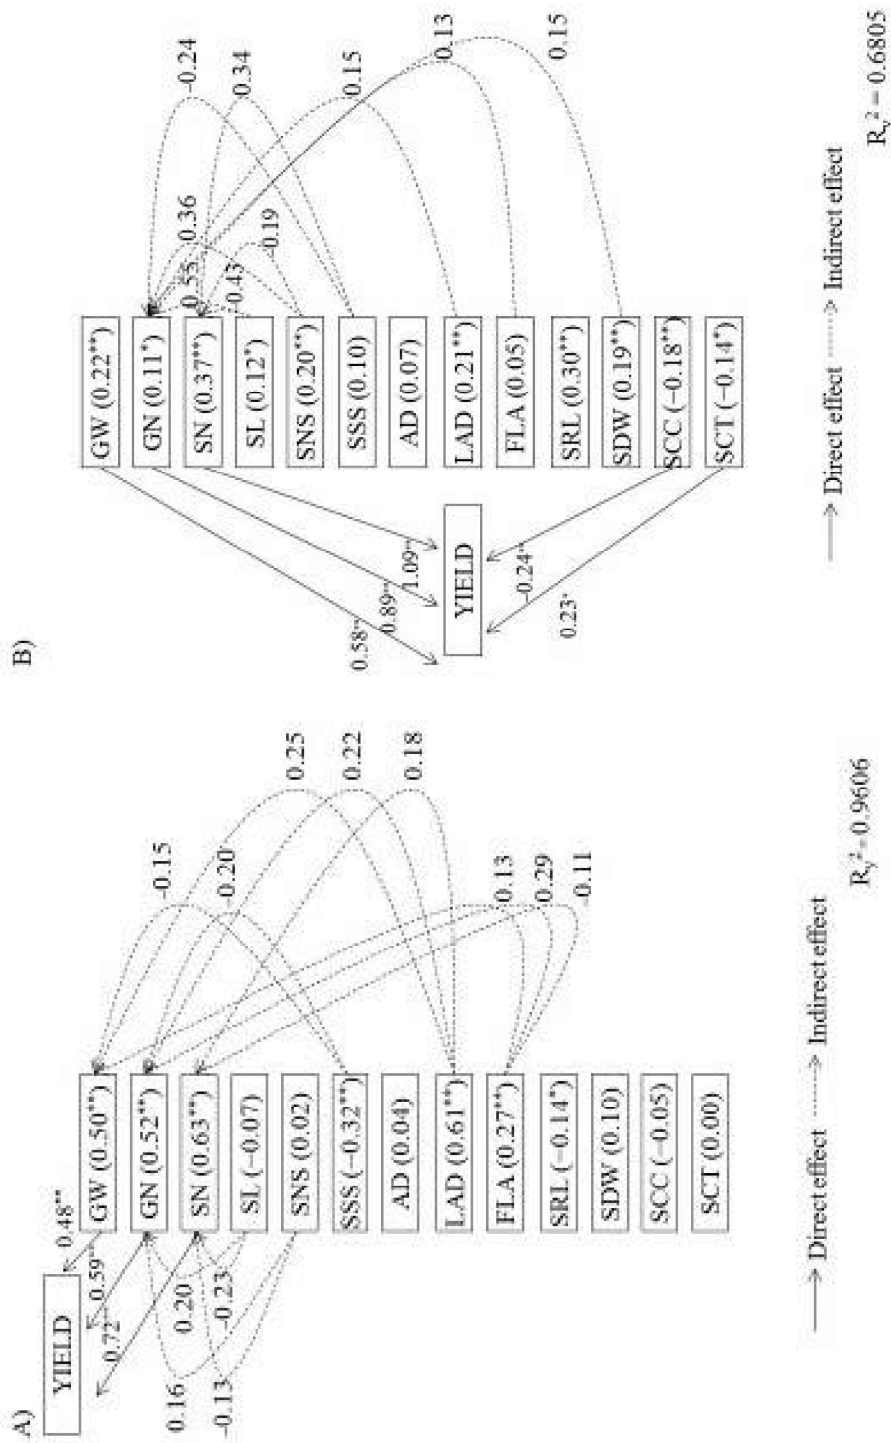 A)
YIELD
0.48**
0.59**
0.72**
GW (0.50**)
GN (0.52**)
SN (0.63**)
SL (−0.07)
SNS (0.02)
SSS (−0.32**)
AD (0.04)
LAD (0.61**)
FLA (0.27**)
SRL (−0.14*)
SDW (0.10)
SCC (−0.05)
SCT (0.00)
0.20
−0.23
0.16
−0.13
−0.15
−0.20
0.25
0.22
0.18
0.13
0.29
−0.11
Direct effect
Indirect effect
Ry2= 0.9606
B)
YIELD
0.58**
0.89**
1.09**
−0.24**
0.23*
GW (0.22**)
GN (0.11*)
SN (0.37**)
SL (0.12*)
SNS (0.20**)
SSS (0.10)
AD (0.07)
LAD (0.21**)
FLA (0.05)
SRL (0.30**)
SDW (0.19**)
SCC (−0.18**)
SCT (−0.14*)
0.55
−0.43
0.36
−0.19
−0.24
0.34
0.15
0.13
0.15
Direct effect
Indirect effect
Rv2 = 0.6805